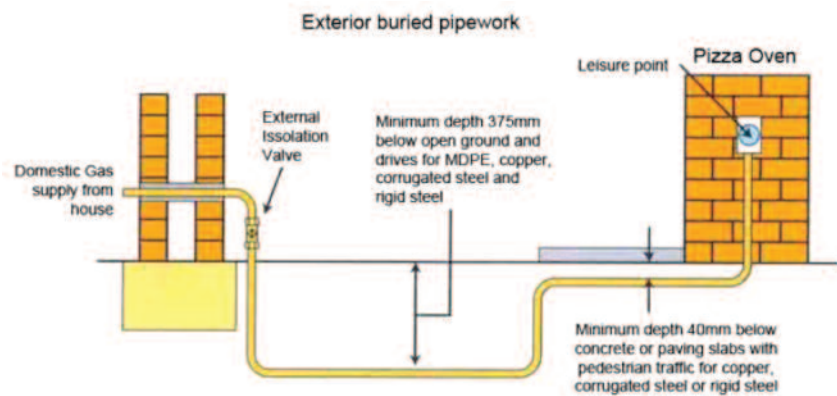 Exterior buried pipework
Pizza Oven
Leisure point
External
Issolation
Valve
Minimum depth 375mm
below open ground and
drives for MDPE, copper,
corrugated steel and
rigid steel
Domestic Gas
supply from
house
Minimum depth 40mm below
concrete or paving slabs with
pedestrian traffic for copper,
corrugated steel or rigid steel